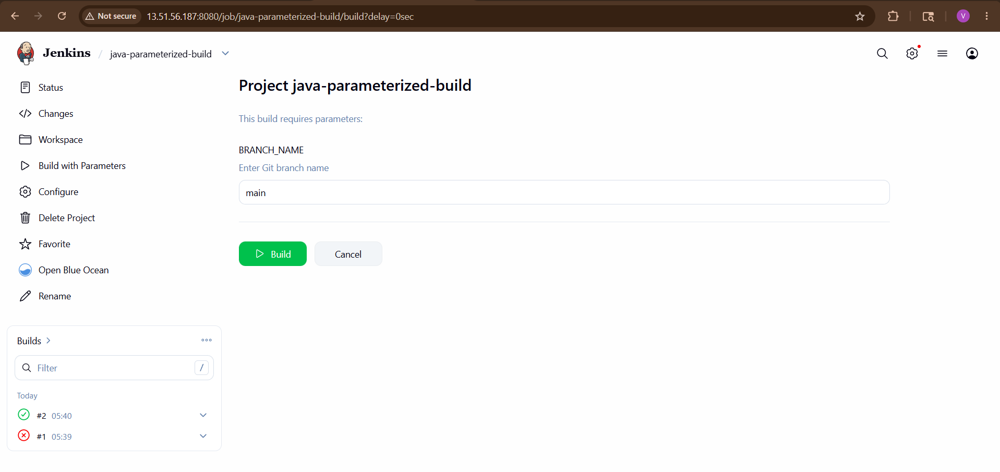 Not secure 13.51.56.187:8080/job/java-parameterized-build/build?delay=0sec V
Jenkins / java-parameterized-build
Status
Changes
Workspace
Build with Parameters
Configure
Delete Project
Favorite
Open Blue Ocean
Rename
Builds
Filter /
Today
#2 05:40
#1 05:39
Project java-parameterized-build
This build requires parameters:
BRANCH_NAME
Enter Git branch name
main
Build Cancel